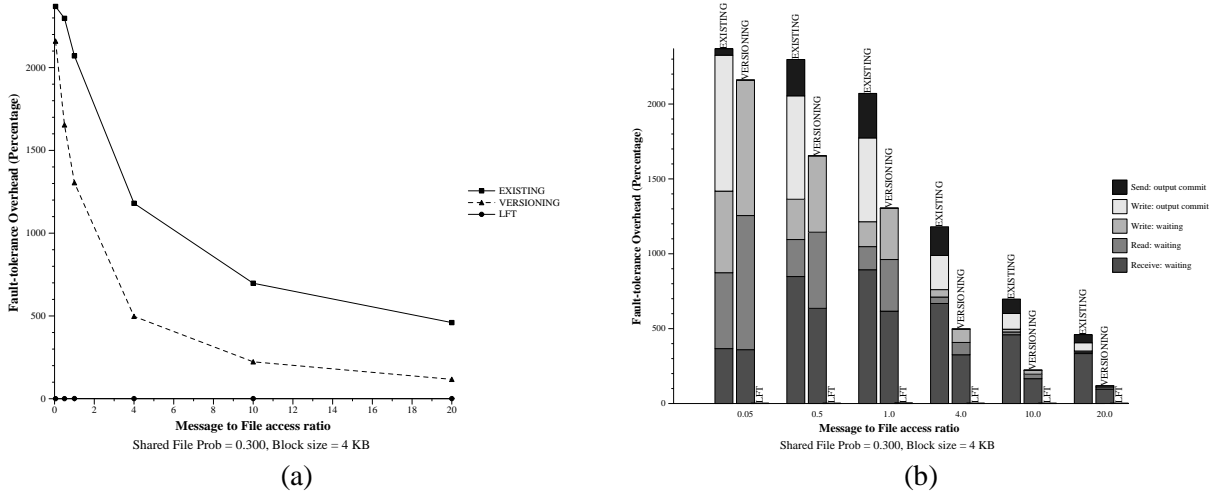 2000
1500
1000
500
0
Fault-tolerance Overhead (Percentage)
EXISTING
VERSIONING
LFT
0 2 4 6 8 10 12 14 16 18 20
Message to File access ratio
Shared File Prob = 0.300, Block size = 4 KB
(a)
2000
1500
1000
500
0
Fault-tolerance Overhead (Percentage)
EXISTING
VERSIONING
LFT
EXISTING
VERSIONING
LFT
EXISTING
VERSIONING
LFT
EXISTING
VERSIONING
LFT
EXISTING
VERSIONING
LFT
EXISTING
VERSIONING
LFT
Send: output commit
Write: output commit
Write: waiting
Read: waiting
Receive: waiting
0.05 0.5 1.0 4.0 10.0 20.0
Message to File access ratio
Shared File Prob = 0.300, Block size = 4 KB
(b)